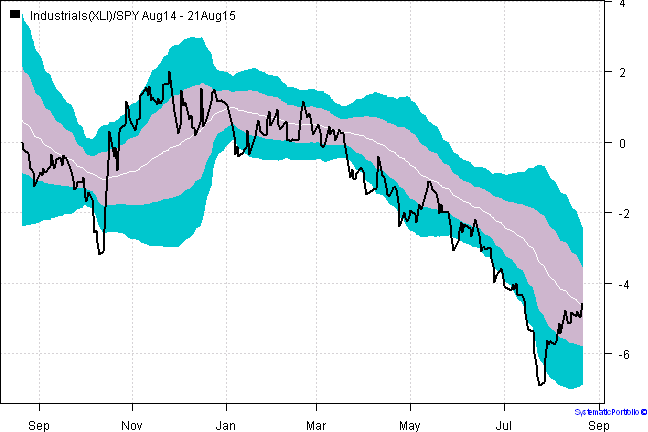 Industrials(XLI)/SPY Aug14 - 21Aug15
4
2
0
-2
-4
-6
SystematicPortfolio ©
Sep Nov Jan Mar May Jul Sep